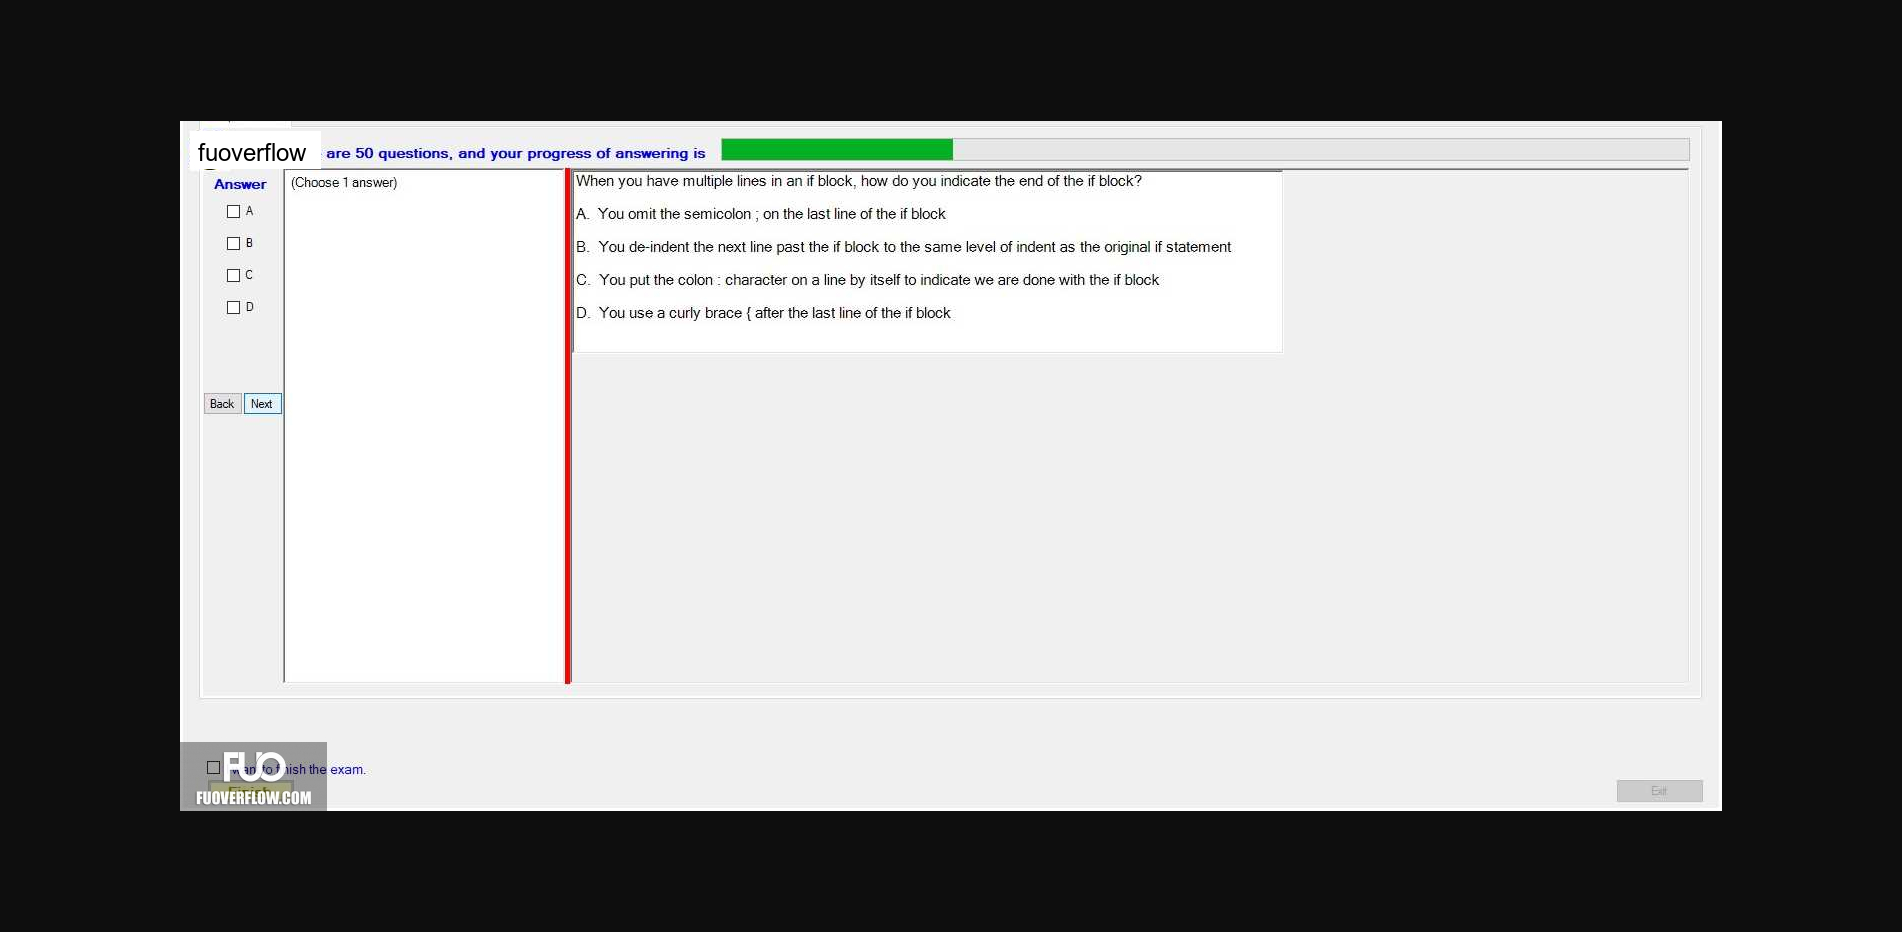 fuoverflow are 50 questions, and your progress of answering is
Answer
(Choose 1 answer)
A
B
C
D
Back Next
When you have multiple lines in an if block, how do you indicate the end of the if block?
A. You omit the semicolon ; on the last line of the if block
B. You de-indent the next line past the if block to the same level of indent as the original if statement
C. You put the colon : character on a line by itself to indicate we are done with the if block
D. You use a curly brace { after the last line of the if block
want to finish the exam.
Finish
FUO
FUOVERFLOW.COM
Exit